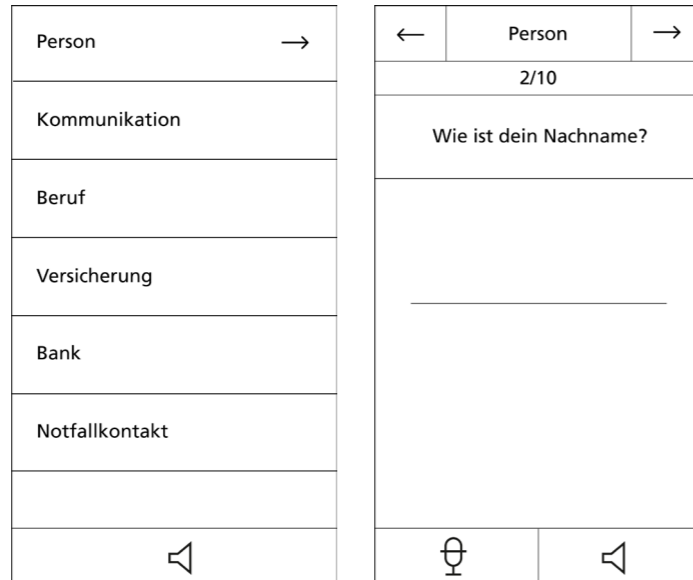 Person →
Kommunikation
Beruf
Versicherung
Bank
Notfallkontakt
← Person →
2/10
Wie ist dein Nachname?